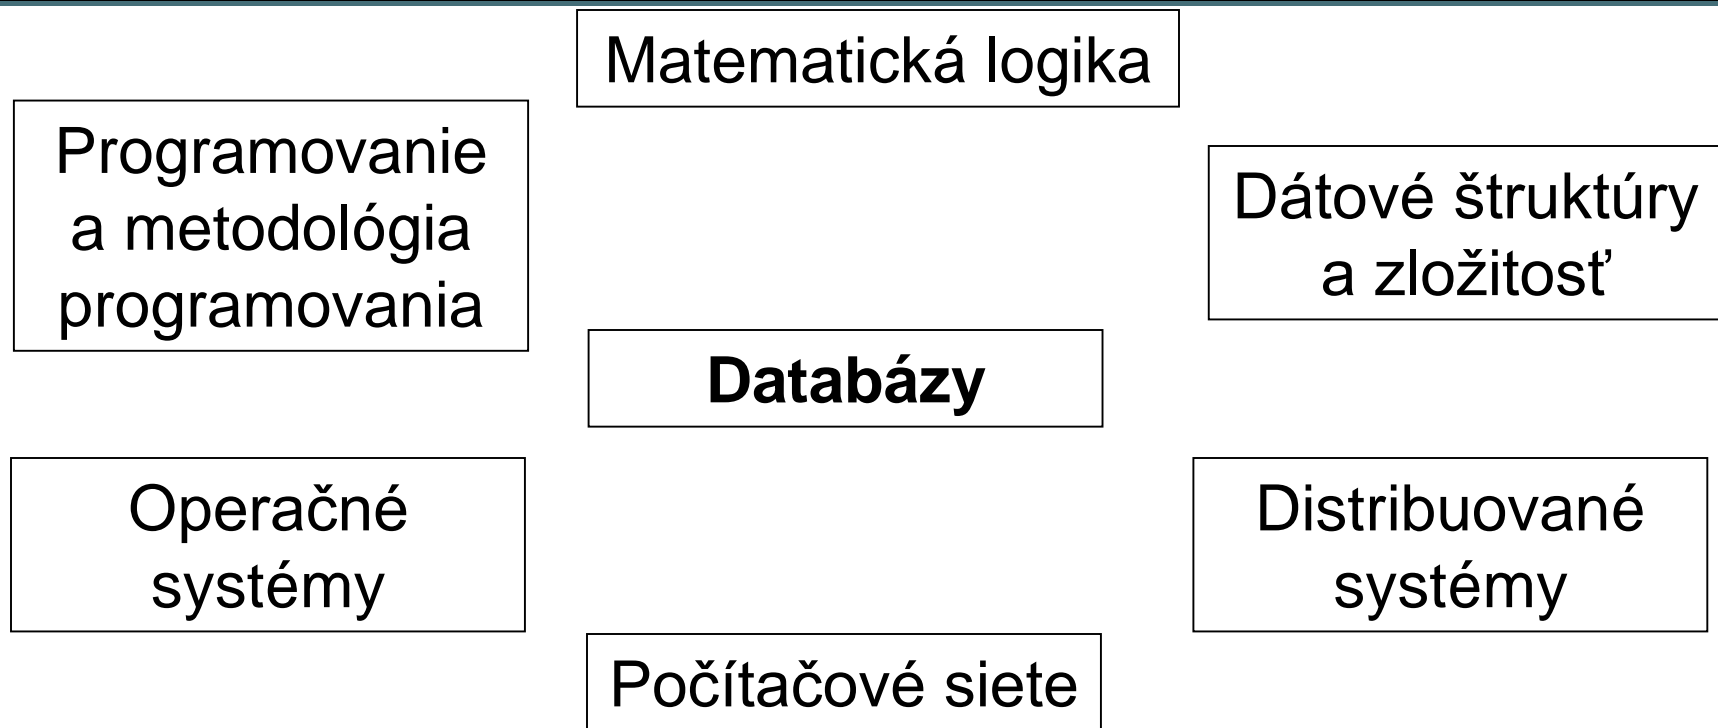 Matematická logika
Programovanie
a metodológia
programovania
Dátové štruktúry
a zložitosť
Databázy
Operačné
systémy
Distribuované
systémy
Počítačové siete